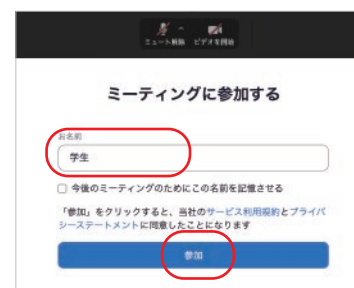 ミュート解除 ビデオを開始
ミーティングに参加する
お名前
学生
今後のミーティングのためにこの名前を記憶させる
「参加」をクリックすると、当社のサービス利用規約とプライバ
シーステートメントに同意したことになります
参加